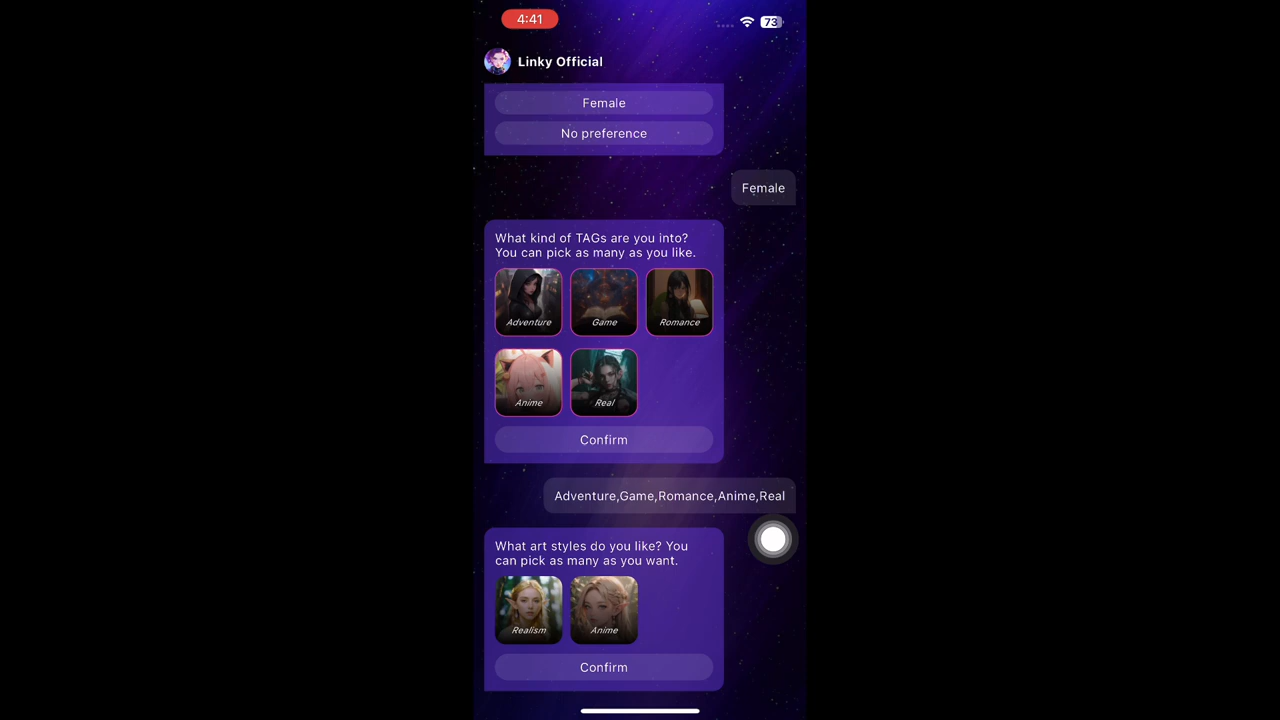 4:41
73
Linky Official
Female
No preference
Female
What kind of TAGs are you into?
You can pick as many as you like.
Adventure
Game
Romance
Anime
Real
Confirm
Adventure,Game,Romance,Anime,Real
What art styles do you like? You
can pick as many as you want.
Realism
Anime
Confirm